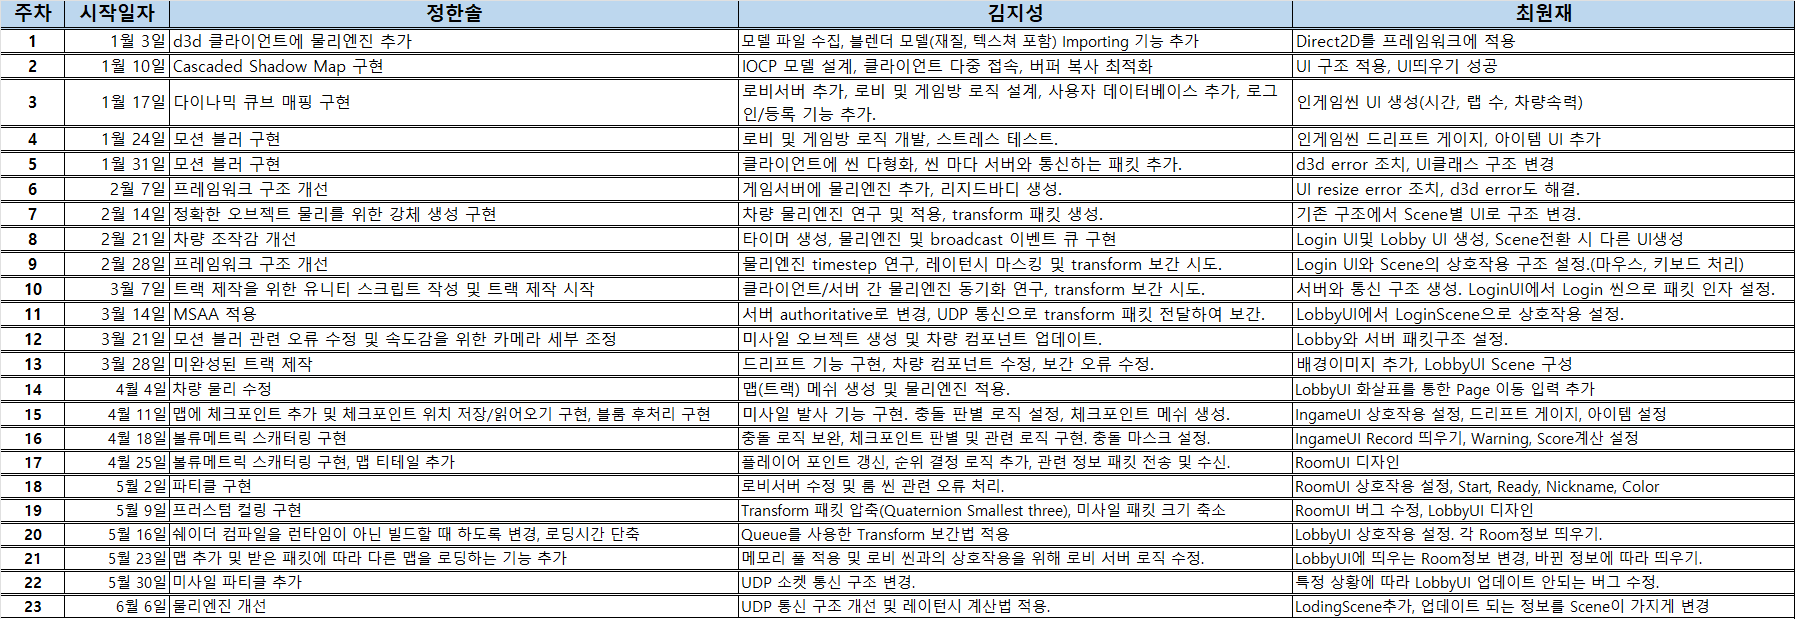 주차 시작일자 정한솔 김지성 최원재
1 1월 3일 d3d 클라이언트에 물리엔진 추가 모델 파일 수집, 블렌더 모델(재질, 텍스쳐 포함) Importing 기능 추가 Direct2D를 프레임워크에 적용
2 1월 10일 Cascaded Shadow Map 구현 IOCP 모델 설계, 클라이언트 다중 접속, 버퍼 복사 최적화 UI 구조 적용, UI띄우기 성공
3 1월 17일 다이나믹 큐브 매핑 구현 로비서버 추가, 로비 및 게임방 로직 설계, 사용자 데이터베이스 추가, 로그
인/등록 기능 추가. 인게임씬 UI 생성(시간, 랩 수, 차량속력)
4 1월 24일 모션 블러 구현 로비 및 게임방 로직 개발, 스트레스 테스트. 인게임씬 드리프트 게이지, 아이템 UI 추가
5 1월 31일 모션 블러 구현 클라이언트에 씬 다형화, 씬 마다 서버와 통신하는 패킷 추가. d3d error 조치, UI클래스 구조 변경
6 2월 7일 프레임워크 구조 개선 게임서버에 물리엔진 추가, 리지드바디 생성. UI resize error 조치, d3d error도 해결.
7 2월 14일 정확한 오브젝트 물리를 위한 강체 생성 구현 차량 물리엔진 연구 및 적용, transform 패킷 생성. 기존 구조에서 Scene별 UI로 구조 변경.
8 2월 21일 차량 조작감 개선 타이머 생성, 물리엔진 및 broadcast 이벤트 큐 구현 Login UI및 Lobby UI 생성, Scene전환 시 다른 UI생성
9 2월 28일 프레임워크 구조 개선 물리엔진 timestep 연구, 레이턴시 마스킹 및 transform 보간 시도. Login UI와 Scene의 상호작용 구조 설정.(마우스, 키보드 처리)
10 3월 7일 트랙 제작을 위한 유니티 스크립트 작성 및 트랙 제작 시작 클라이언트/서버 간 물리엔진 동기화 연구, transform 보간 시도. 서버와 통신 구조 생성. LoginUI에서 Login 씬으로 패킷 인자 설정.
11 3월 14일 MSAA 적용 서버 authoritative로 변경, UDP 통신으로 transform 패킷 전달하여 보간. LobbyUI에서 LoginScene으로 상호작용 설정.
12 3월 21일 모션 블러 관련 오류 수정 및 속도감을 위한 카메라 세부 조정 미사일 오브젝트 생성 및 차량 컴포넌트 업데이트. Lobby와 서버 패킷구조 설정.
13 3월 28일 미완성된 트랙 제작 드리프트 기능 구현, 차량 컴포넌트 수정, 보간 오류 수정. 배경이미지 추가, LobbyUI Scene 구성
14 4월 4일 차량 물리 수정 맵(트랙) 메쉬 생성 및 물리엔진 적용. LobbyUI 화살표를 통한 Page 이동 입력 추가
15 4월 11일 맵에 체크포인트 추가 및 체크포인트 위치 저장/읽어오기 구현, 블룸 후처리 구현 미사일 발사 기능 구현. 충돌 판별 로직 설정, 체크포인트 메쉬 생성. IngameUI 상호작용 설정, 드리프트 게이지, 아이템 설정
16 4월 18일 볼류메트릭 스캐터링 구현 충돌 로직 보완, 체크포인트 판별 및 관련 로직 구현. 충돌 마스크 설정. IngameUI Record 띄우기, Warning, Score계산 설정
17 4월 25일 볼류메트릭 스캐터링 구현, 맵 티테일 추가 플레이어 포인트 갱신, 순위 결정 로직 추가, 관련 정보 패킷 전송 및 수신. RoomUI 디자인
18 5월 2일 파티클 구현 로비서버 수정 및 룸 씬 관련 오류 처리. RoomUI 상호작용 설정, Start, Ready, Nickname, Color
19 5월 9일 프러스텀 컬링 구현 Transform 패킷 압축(Quaternion Smallest three), 미사일 패킷 크기 축소 RoomUI 버그 수정, LobbyUI 디자인
20 5월 16일 쉐이더 컴파일을 런타임이 아닌 빌드할 때 하도록 변경, 로딩시간 단축 Queue를 사용한 Transform 보간법 적용 LobbyUI 상호작용 설정. 각 Room정보 띄우기.
21 5월 23일 맵 추가 및 받은 패킷에 따라 다른 맵을 로딩하는 기능 추가 메모리 풀 적용 및 로비 씬과의 상호작용을 위해 로비 서버 로직 수정. LobbyUI에 띄우는 Room정보 변경, 바뀐 정보에 따라 띄우기.
22 5월 30일 미사일 파티클 추가 UDP 소켓 통신 구조 변경. 특정 상황에 따라 LobbyUI 업데이트 안되는 버그 수정.
23 6월 6일 물리엔진 개선 UDP 통신 구조 개선 및 레이턴시 계산법 적용. LodingScene추가, 업데이트 되는 정보를 Scene이 가지게 변경